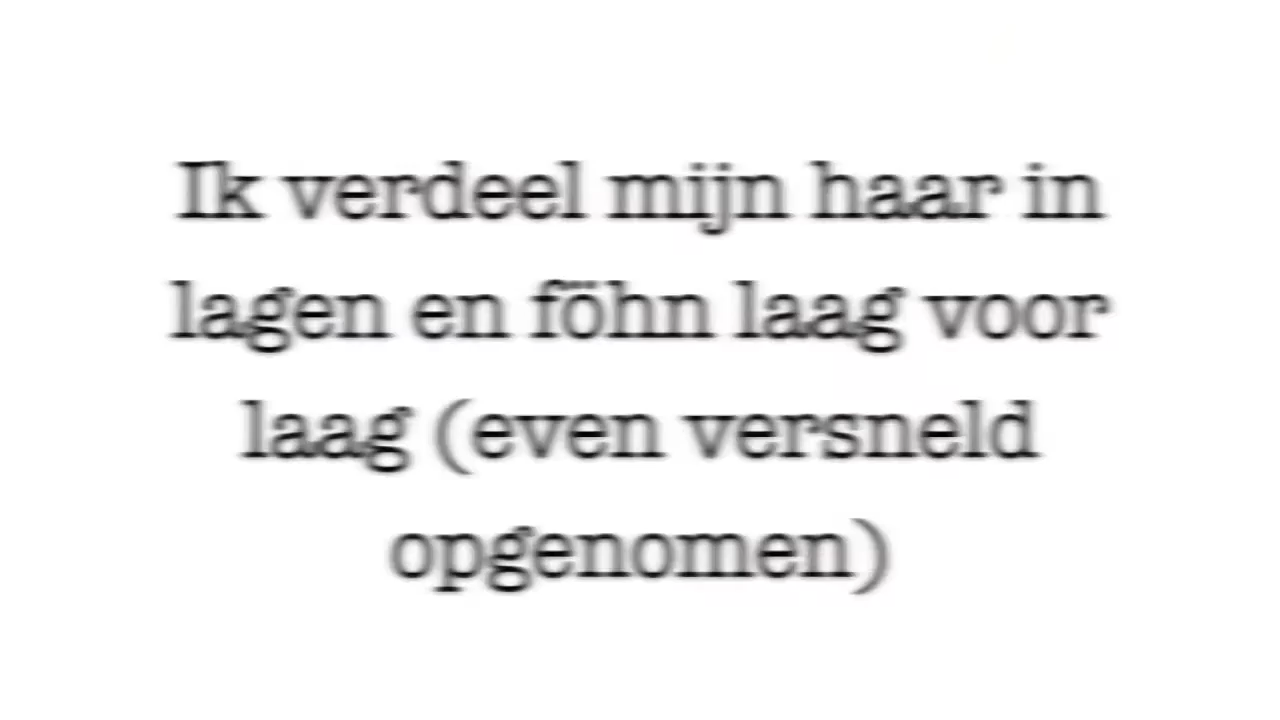 Ik verdeel mijn haar in
lagen en föhn laag voor
laag (even versneld
opgenomen)